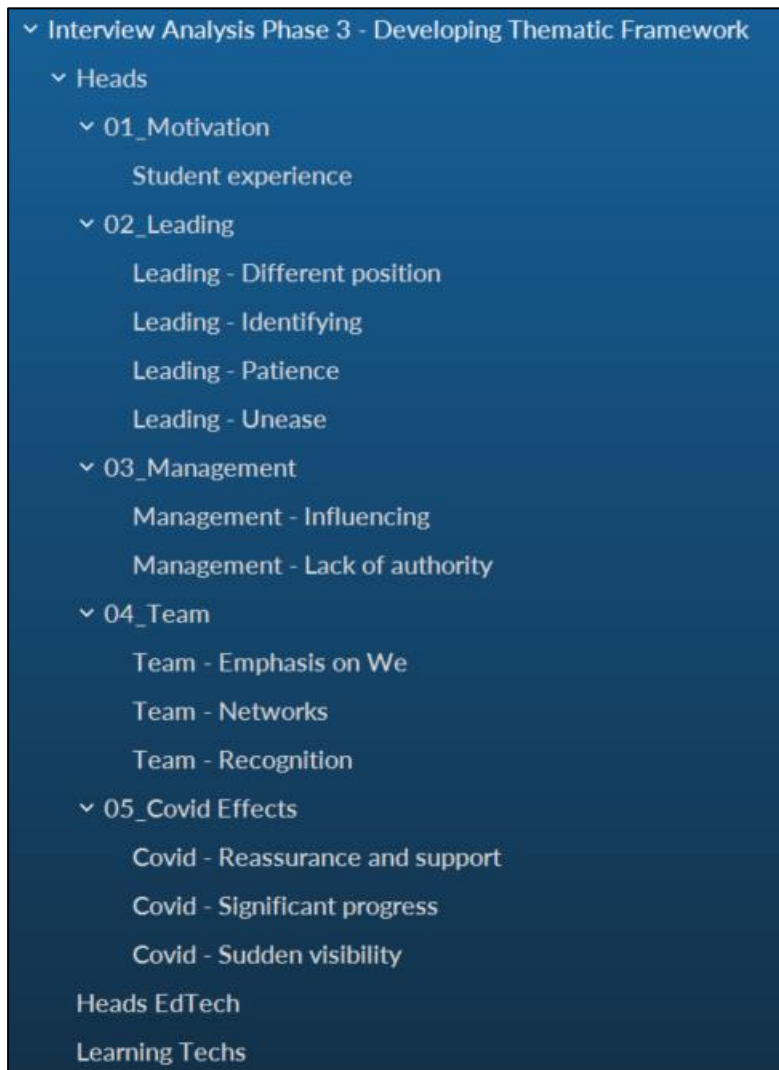 Interview Analysis Phase 3 - Developing Thematic Framework
Heads
01_Motivation
Student experience
02_Leading
Leading - Different position
Leading - Identifying
Leading - Patience
Leading - Unease
03_Management
Management - Influencing
Management - Lack of authority
04_Team
Team - Emphasis on We
Team - Networks
Team - Recognition
05_Covid Effects
Covid - Reassurance and support
Covid - Significant progress
Covid - Sudden visibility
Heads EdTech
Learning Techs